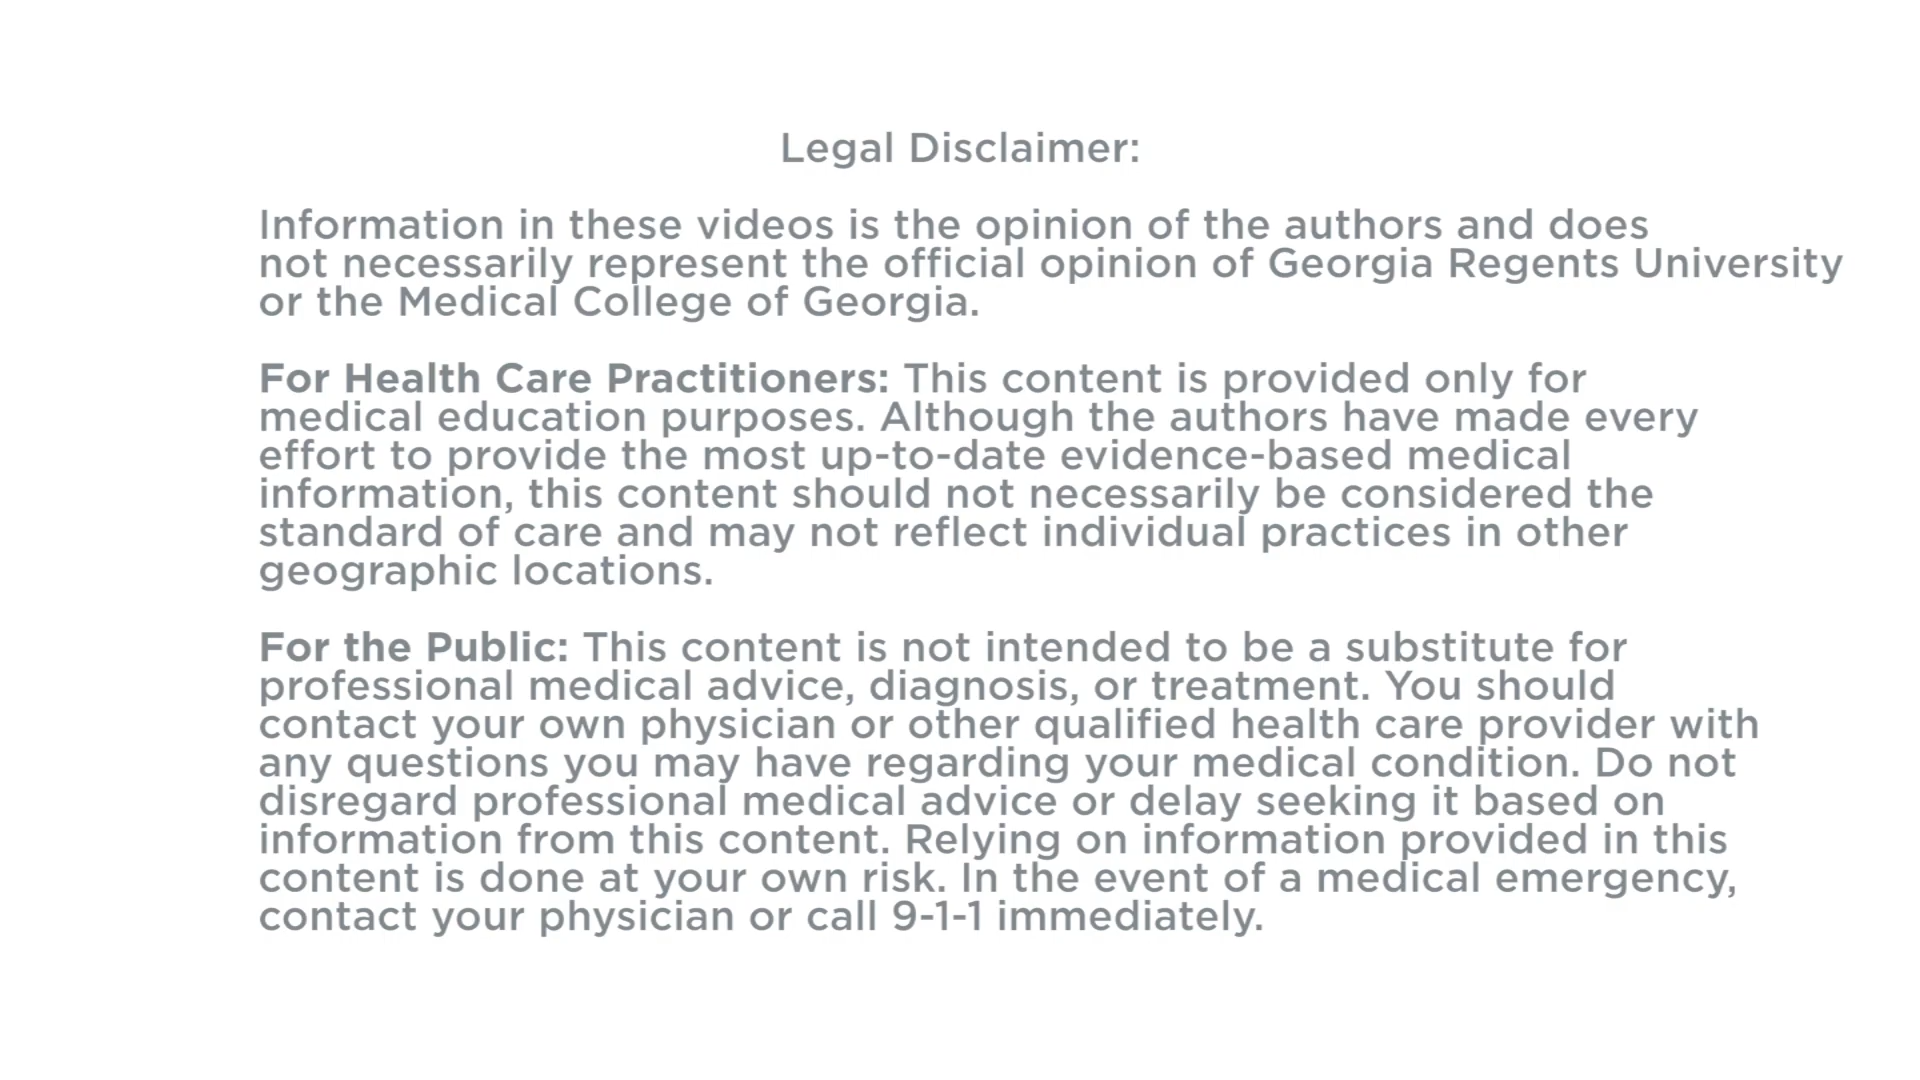 Legal Disclaimer:
Information in these videos is the opinion of the authors and does
not necessarily represent the official opinion of Georgia Regents University
or the Medical College of Georgia.
For Health Care Practitioners: This content is provided only for
medical education purposes. Although the authors have made every
effort to provide the most up-to-date evidence-based medical
information, this content should not necessarily be considered the
standard of care and may not reflect individual practices in other
geographic locations.
For the Public: This content is not intended to be a substitute for
professional medical advice, diagnosis, or treatment. You should
contact your own physician or other qualified health care provider with
any questions you may have regarding your medical condition. Do not
disregard professional medical advice or delay seeking it based on
information from this content. Relying on information provided in this
content is done at your own risk. In the event of a medical emergency,
contact your physician or call 9-1-1 immediately.